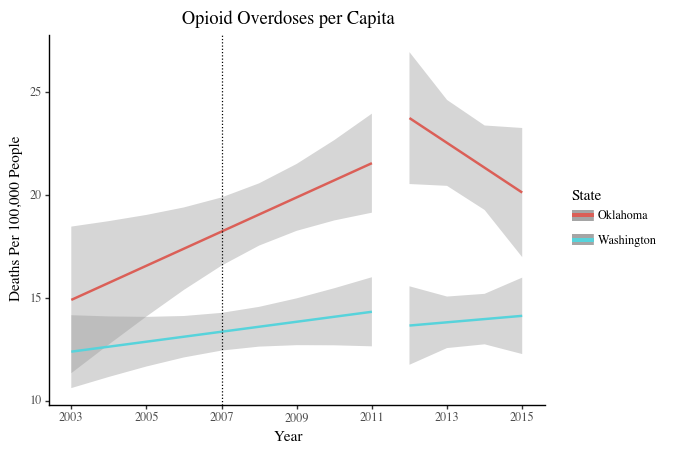 Opioid Overdoses per Capita
Deaths Per 100,000 People
25
20
15
10
2003 2005 2007 2009 2011 2013 2015
Year
State
Oklahoma
Washington